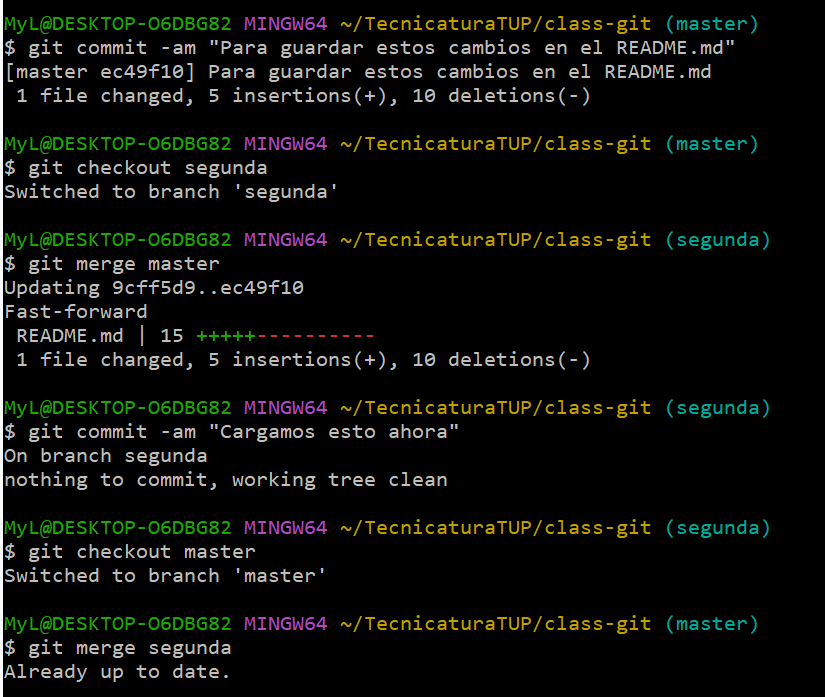 MyL@DESKTOP-O6DBG82 MINGW64 ~/TecnicaturaTUP/class-git (master)
$ git commit -am "Para guardar estos cambios en el README.md"
[master ec49f10] Para guardar estos cambios en el README.md
 1 file changed, 5 insertions(+), 10 deletions(-)

MyL@DESKTOP-O6DBG82 MINGW64 ~/TecnicaturaTUP/class-git (master)
$ git checkout segunda
Switched to branch 'segunda'

MyL@DESKTOP-O6DBG82 MINGW64 ~/TecnicaturaTUP/class-git (segunda)
$ git merge master
Updating 9cff5d9..ec49f10
Fast-forward
 README.md | 15 +++++----------
 1 file changed, 5 insertions(+), 10 deletions(-)

MyL@DESKTOP-O6DBG82 MINGW64 ~/TecnicaturaTUP/class-git (segunda)
$ git commit -am "Cargamos esto ahora"
On branch segunda
nothing to commit, working tree clean

MyL@DESKTOP-O6DBG82 MINGW64 ~/TecnicaturaTUP/class-git (segunda)
$ git checkout master
Switched to branch 'master'

MyL@DESKTOP-O6DBG82 MINGW64 ~/TecnicaturaTUP/class-git (master)
$ git merge segunda
Already up to date.